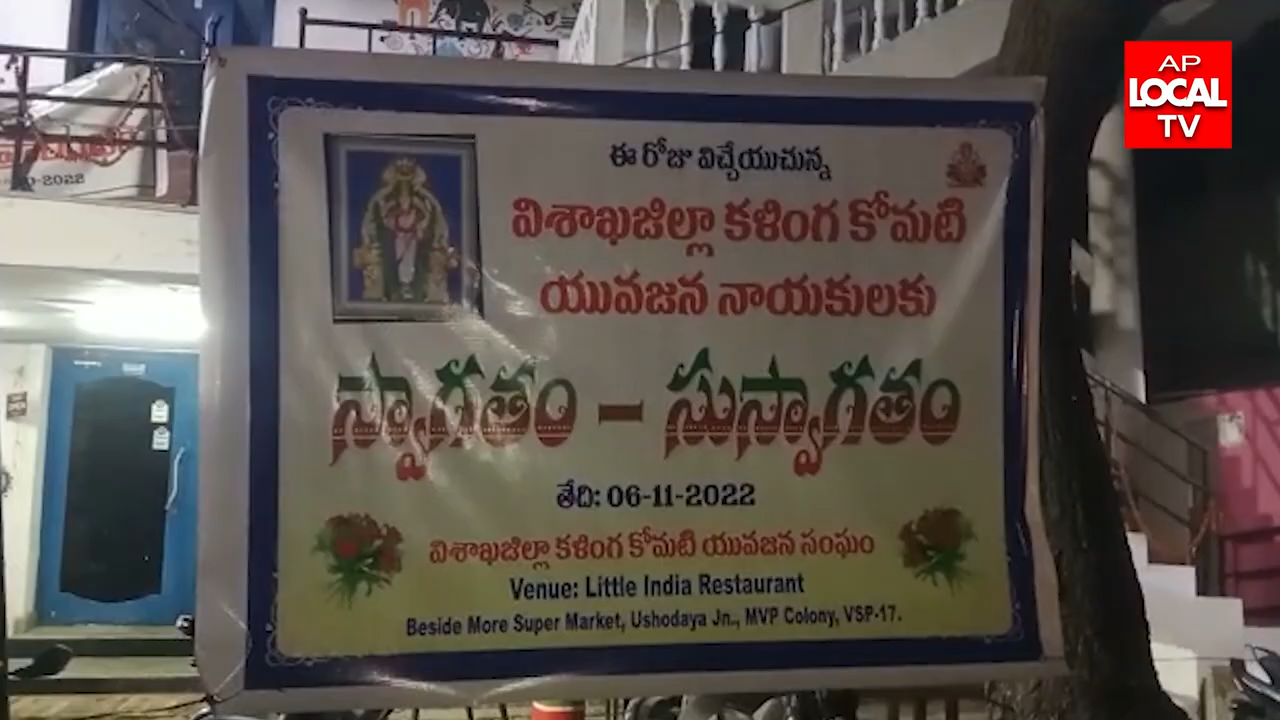 AP
LOCAL
TV
ఈ రోజు విచ్చేయుచున్న
విశాఖజిల్లా కళింగ కోమటి
యువజన నాయకులకు
స్వాగతం – సుస్వాగతం
తేది: 06-11-2022
విశాఖజిల్లా కళింగ కోమటి యువజన సంఘం
Venue: Little India Restaurant
Beside More Super Market, Ushodaya Jn., MVP Colony, VSP-17.